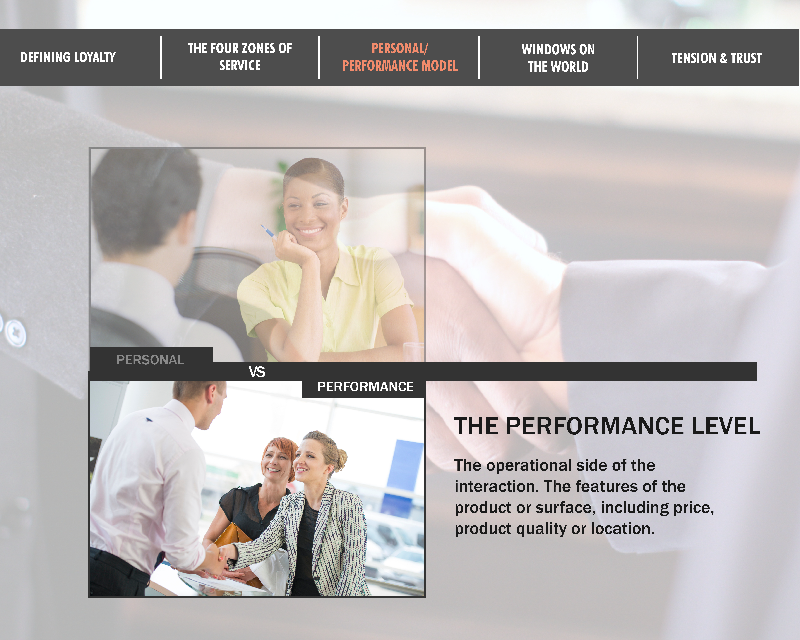 DEFINING LOYALTY
THE FOUR ZONES OF
SERVICE
PERSONAL/
PERFORMANCE MODEL
WINDOWS ON
THE WORLD
TENSION & TRUST
PERSONAL
VS
PERFORMANCE
THE PERFORMANCE LEVEL
The operational side of the
interaction. The features of the
product or surface, including price,
product quality or location.